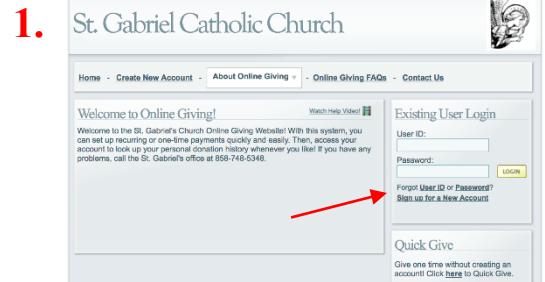 1.
St. Gabriel Catholic Church
Home - Create New Account - About Online Giving - Online Giving FAQs - Contact Us
Welcome to Online Giving!
Watch Help Video!
Welcome to the St. Gabriel's Church Online Giving Website! With this system, you
can set up recurring or one-time payments quickly and easily. Then, access your
account to look up your personal donation history whenever you like! If you have any
problems, call the St. Gabriel's office at 858-748-5348.
Existing User Login
User ID:
Password:
LOGIN
Forgot User ID or Password?
Sign up for a New Account
Quick Give
Give one time without creating an
account! Click here to Quick Give.